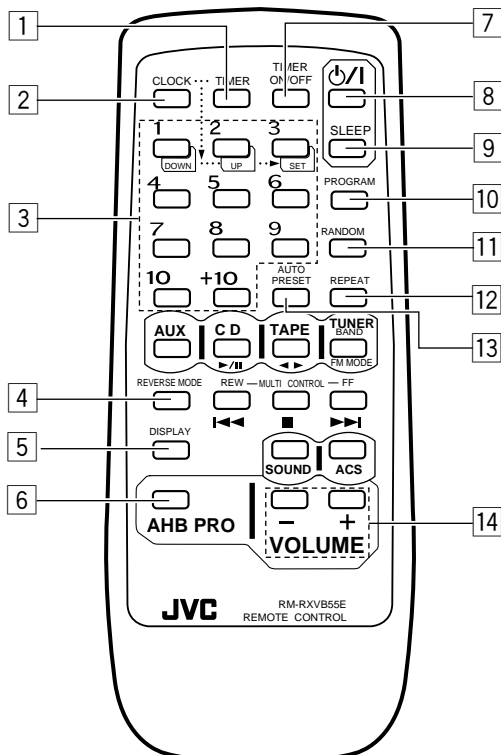 1
7
CLOCK
TIMER
TIMER
ON/OFF
⏻/I
2
8
1
2
3
SLEEP
9
DOWN
UP
SET
4
5
6
PROGRAM
10
3
7
8
9
RANDOM
11
10
+10
AUTO
PRESET
REPEAT
12
13
AUX
CD
TAPE
TUNER
BAND
►/II
◄ ►
FM MODE
4
REVERSE MODE
REW
MULTI CONTROL
FF
I◄◄
■
►►I
5
DISPLAY
SOUND
ACS
6
AHB PRO
–
+
14
VOLUME
JVC
RM-RXVB55E
REMOTE CONTROL